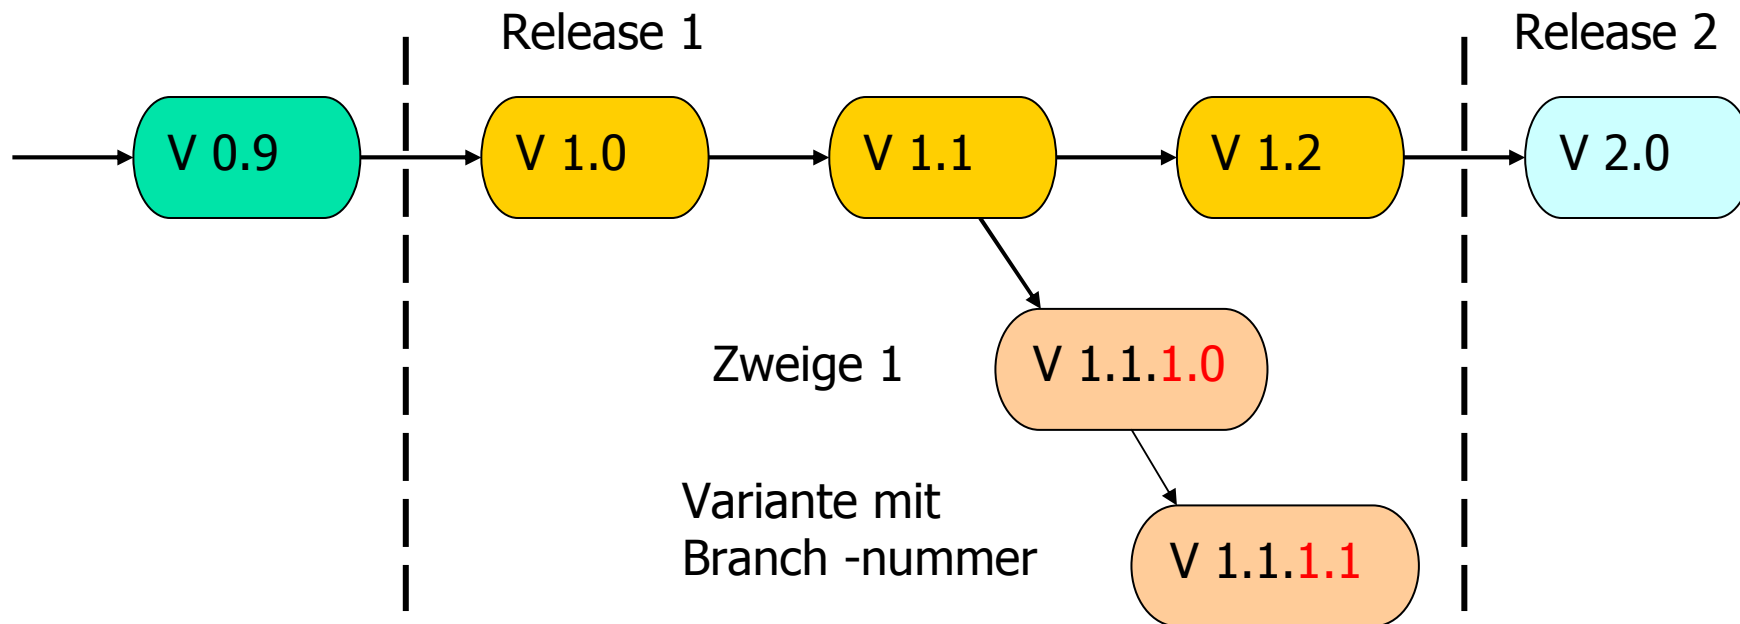 Release 1
Release 2
V 0.9
V 1.0
V 1.1
V 1.2
V 2.0
Zweige 1
V 1.1.1.0
Variante mit
Branch -nummer
V 1.1.1.1